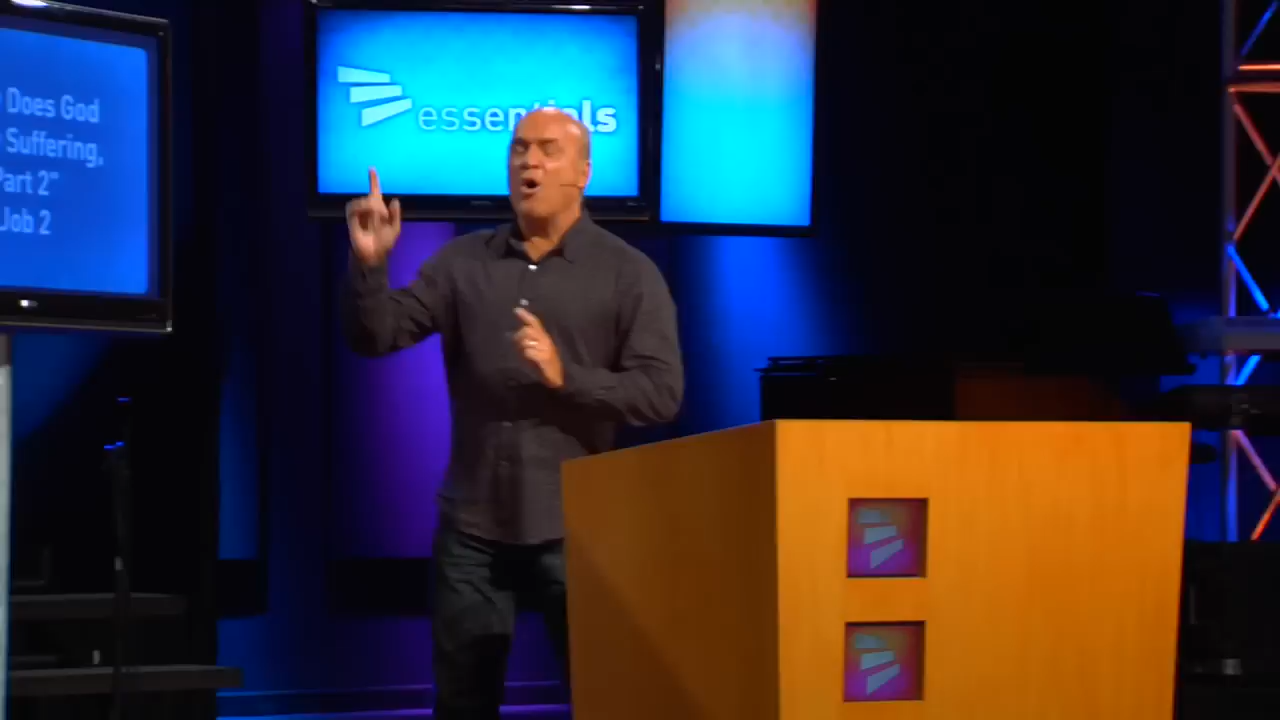 Does God
Suffering,
Part 2"
Job 2
essentials